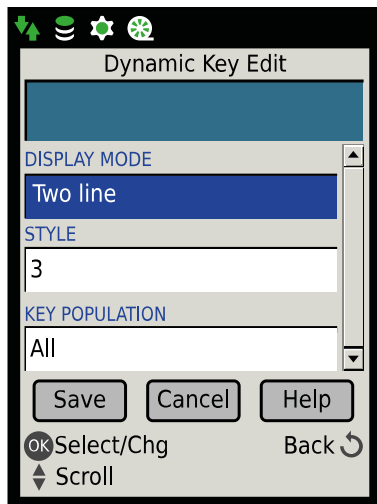 Dynamic Key Edit
DISPLAY MODE
Two line
STYLE
3
KEY POPULATION
All
Save Cancel Help
OK Select/Chg Back
Scroll